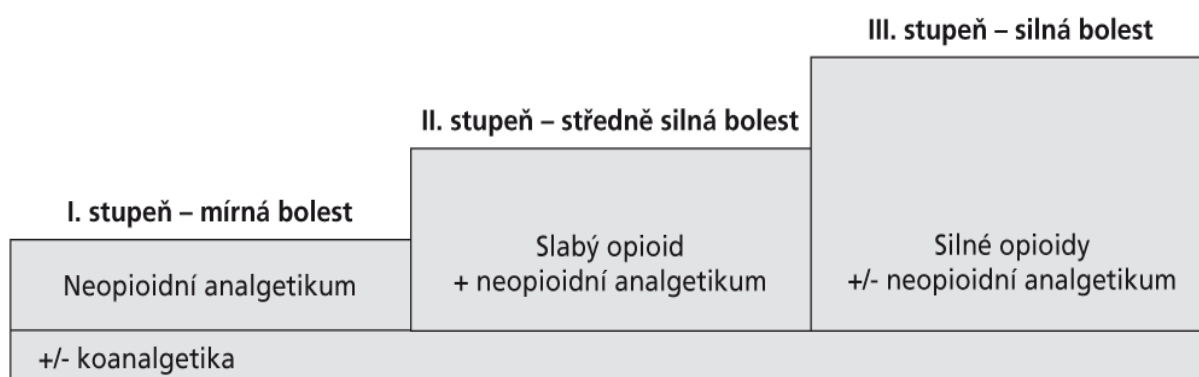 III. stupeň – silná bolest
II. stupeň – středně silná bolest
I. stupeň – mírná bolest
Neopioidní analgetikum
Slabý opioid
+ neopioidní analgetikum
Silné opioidy
+/- neopioidní analgetikum
+/- koanalgetika